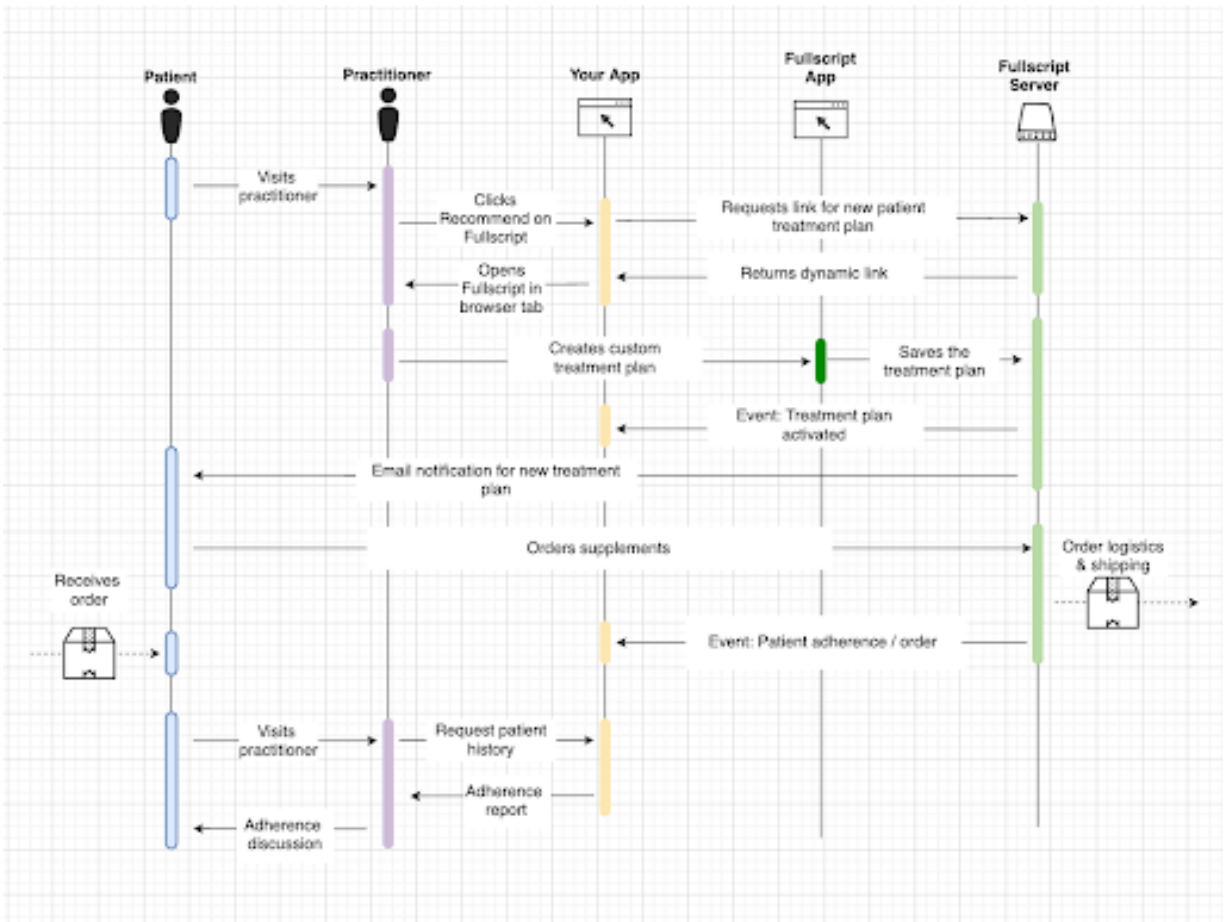 Patient
Practitioner
Your App
Fullscript
App
Fullscript
Server
Visits
practitioner
Clicks
Recommend on
Fullscript
Requests link for new patient
treatment plan
Opens
Fullscript in
browser tab
Returns dynamic link
Creates custom
treatment plan
Saves the
treatment plan
Event: Treatment plan
activated
Email notification for new treatment
plan
Orders supplements
Order logistics
& shipping
Receives
order
Event: Patient adherence / order
Visits
practitioner
Request patient
history
Adherence
report
Adherence
discussion